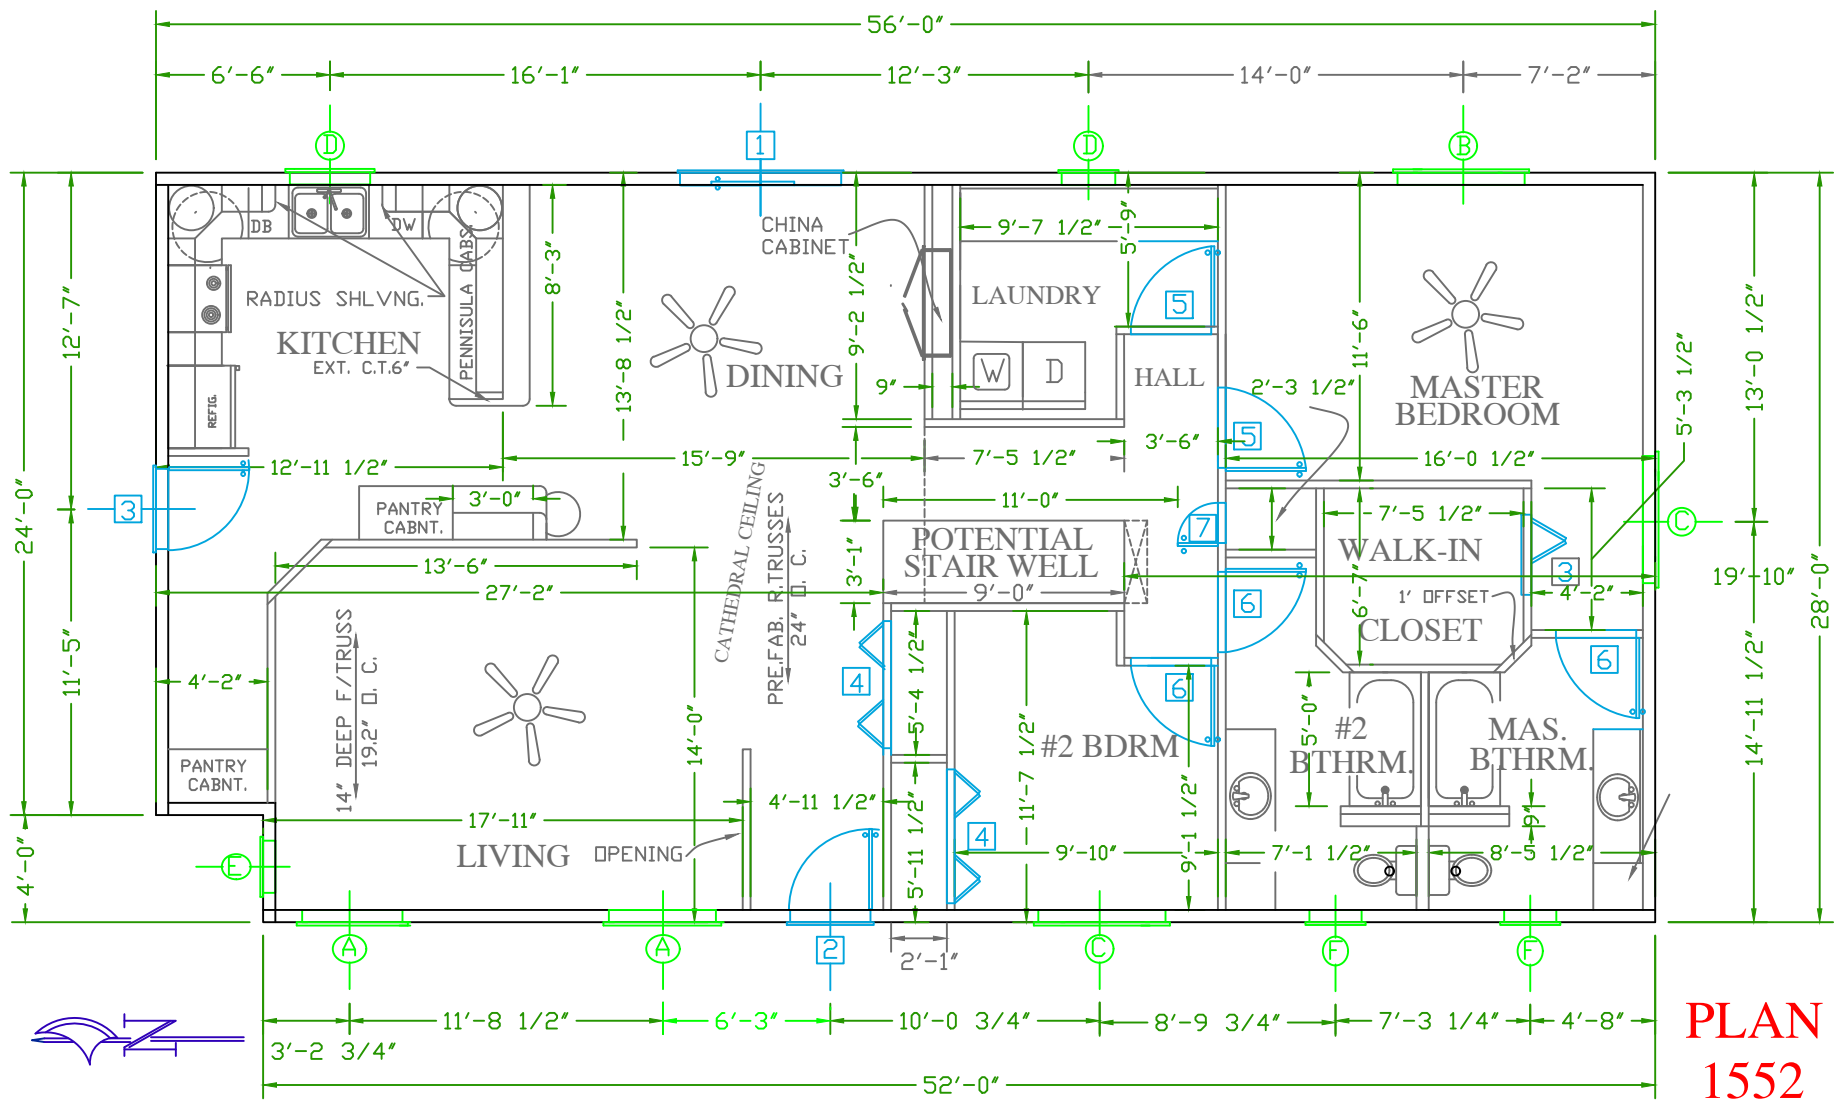 56'-0"
6'-6"
16'-1"
12'-3"
14'-0"
7'-2"
D
1
D
B
24'-0"
12'-7"
DB
DW
PENNISULA CABS.
8'-3"
13'-8 1/2"
CHINA
CABINET
9'-2 1/2"
9'-7 1/2"
5'-9"
5
RADIUS SHLVNG.
LAUNDRY
KITCHEN
EXT. C.T.6"
DINING
9"
W
D
HALL
11'-6"
2'-3 1/2"
MASTER
BEDROOM
5'-3 1/2"
13'-0 1/2"
REFIG.
12'-11 1/2"
15'-9"
7'-5 1/2"
3'-6"
5
16'-0 1/2"
3'-6"
3
PANTRY
CABNT.
3'-0"
CATHEDRAL CEILING
PRE.FAB. R.TRUSSES
24" O. C.
11'-0"
7
7'-5 1/2"
C
POTENTIAL
STAIR WELL
3'-1"
WALK-IN
CLOSET
6'-7"
3
13'-6"
27'-2"
9'-0"
6
1' OFFSET
4'-2"
19'-10"
28'-0"
11'-5"
4'-2"
14" DEEP F/TRUSS
19.2" O. C.
14'-0"
4
5'-4 1/2"
11'-7 1/2"
6
6
5'-0"
#2 BDRM
#2
BTHRM.
MAS.
BTHRM.
14'-11 1/2"
PANTRY
CABNT.
17'-11"
4'-11 1/2"
5'-11 1/2"
4
9'-1 1/2"
9"
4'-0"
E
LIVING
OPENING
9'-10"
7'-1 1/2"
8'-5 1/2"
A
A
2
2'-1"
C
F
F
N
3'-2 3/4"
11'-8 1/2"
6'-3"
10'-0 3/4"
8'-9 3/4"
7'-3 1/4"
4'-8"
52'-0"
PLAN
1552